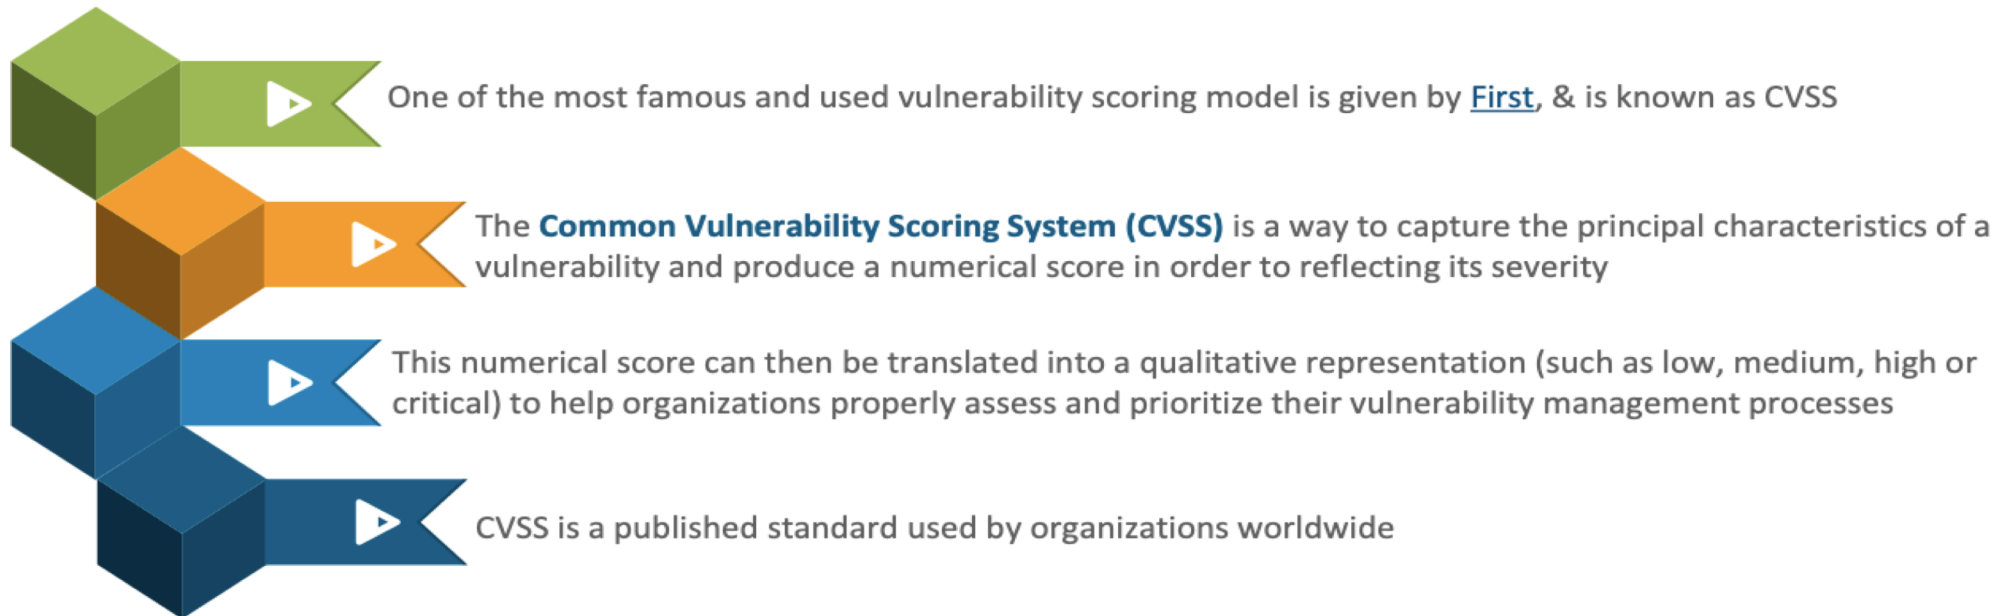 One of the most famous and used vulnerability scoring model is given by First, & is known as CVSS
The Common Vulnerability Scoring System (CVSS) is a way to capture the principal characteristics of a
vulnerability and produce a numerical score in order to reflecting its severity
This numerical score can then be translated into a qualitative representation (such as low, medium, high or
critical) to help organizations properly assess and prioritize their vulnerability management processes
CVSS is a published standard used by organizations worldwide